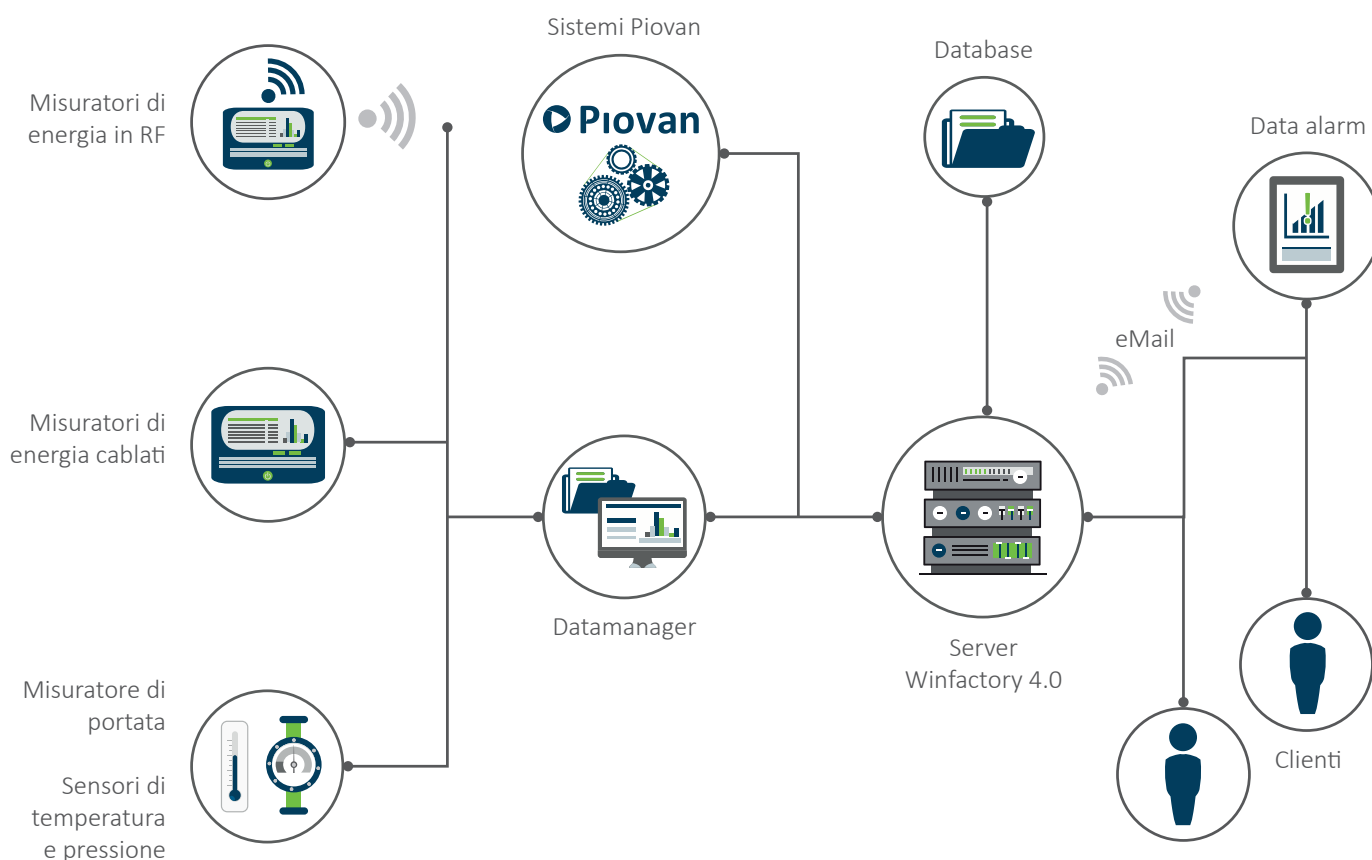 Sistemi Piovan
Database
Misuratori di
energia in RF
Piovan
Data alarm
eMail
Misuratori di
energia cablati
Datamanager
Server
Winfactory 4.0
Misuratore di
portata
Sensori di
temperatura
e pressione
Clienti